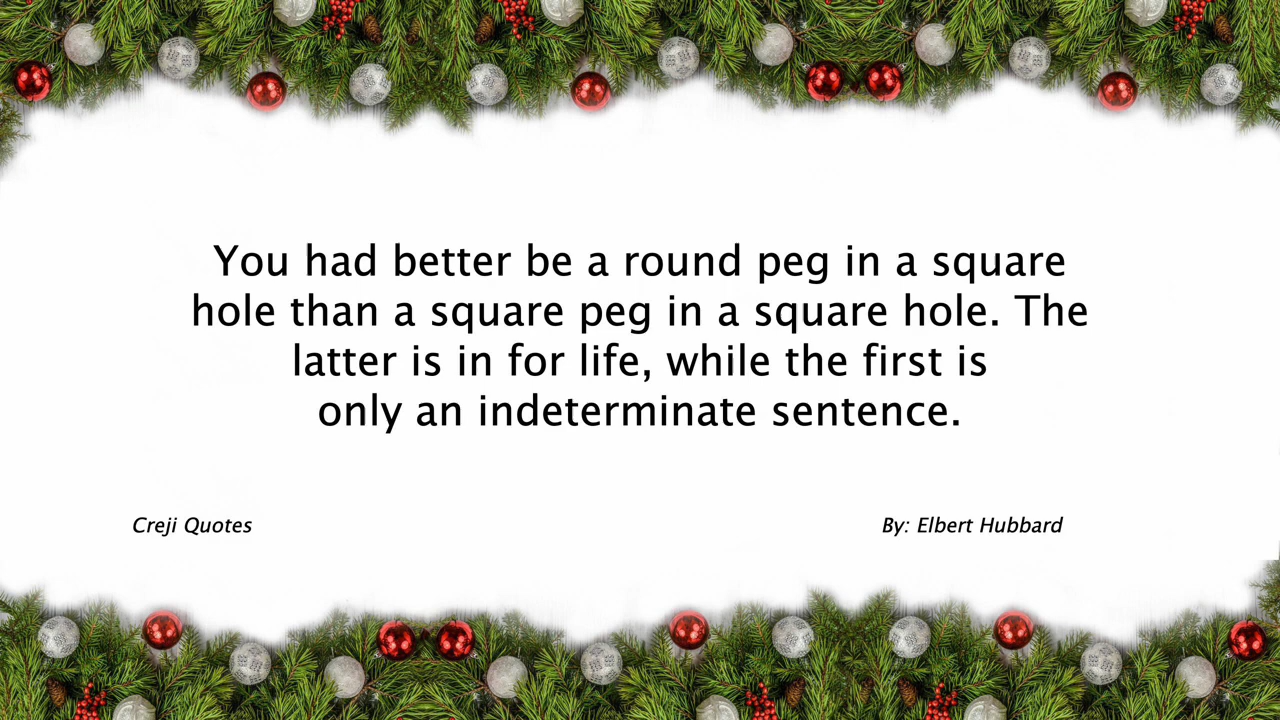 You had better be a round peg in a square
hole than a square peg in a square hole. The
latter is in for life, while the first is
only an indeterminate sentence.
Creji Quotes
By: Elbert Hubbard